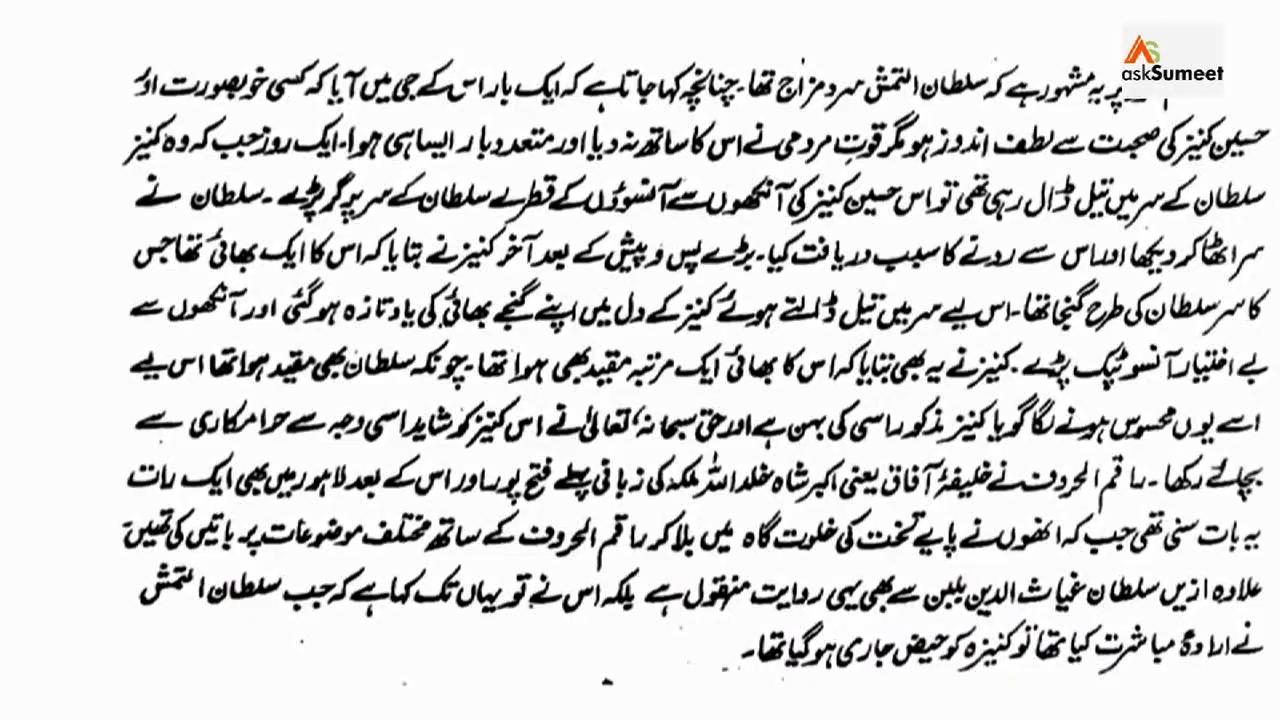 askSumeet
پر یہ مشہور ہے کہ سلطان التمش سرد مزاج تھا۔ چنانچہ کہا جاتا ہے کہ ایک بار اس کے جی میں آیا کہ کسی خوبصورت اور
حسین کنیز کی صحبت سے لطف اندوز ہو مگر قوتِ مردمی نے اس کا ساتھ نہ دیا اور متعدد بار ایسا ہی ہوا۔ ایک روز جب کہ وہ کنیز
سلطان کے سر میں تیل ڈال رہی تھی تو اس حسین کنیز کی آنکھوں سے آنسوؤں کے قطرے سلطان کے سر پر گر پڑے۔ سلطان نے
سر اٹھا کر دیکھا اور اس سے رونے کا سبب دریافت کیا۔ بڑے پس و پیش کے بعد آخر کنیز نے بتایا کہ اس کا ایک بھائی تھا جس
کا سر سلطان کی طرح گنجا تھا۔ اس لیے سر میں تیل ڈالتے ہوئے کنیز کے دل میں اپنے گنجے بھائی کی یاد تازہ ہو گئی اور آنکھوں سے
بے اختیار آنسو ٹپک پڑے۔ کنیز نے یہ بھی بتایا کہ اس کا بھائی ایک مرتبہ مقید بھی ہوا تھا۔ چونکہ سلطان بھی مقید ہوا تھا اس لیے
اسے یوں محسوس ہونے لگا گویا کنیز مذکور اسی کی بہن ہے اور حق سبحانہ، تعالیٰ نے اس کنیز کو شاید اسی وجہ سے حرامکاری سے
بچائے رکھا۔ راقم الحروف نے خلیفۂ آفاق یعنی اکبر شاہ خلد اللہ ملکہ کی زبانی پہلے فتح پور اور اس کے بعد لاہور میں بھی ایک رات
یہ بات سنی تھی جب کہ انھوں نے پایے تخت کی خلوت گاہ میں بلا کر راقم الحروف کے ساتھ مختلف موضوعات پر باتیں کی تھیں۔
علاوہ ازیں سلطان غیاث الدین بلبن سے بھی یہی روایت منقول ہے بلکہ اس نے تو یہاں تک کہا ہے کہ جب سلطان التمش
نے ارادۂ مباشرت کیا تھا تو کنیزہ کو حیض جاری ہو گیا تھا۔